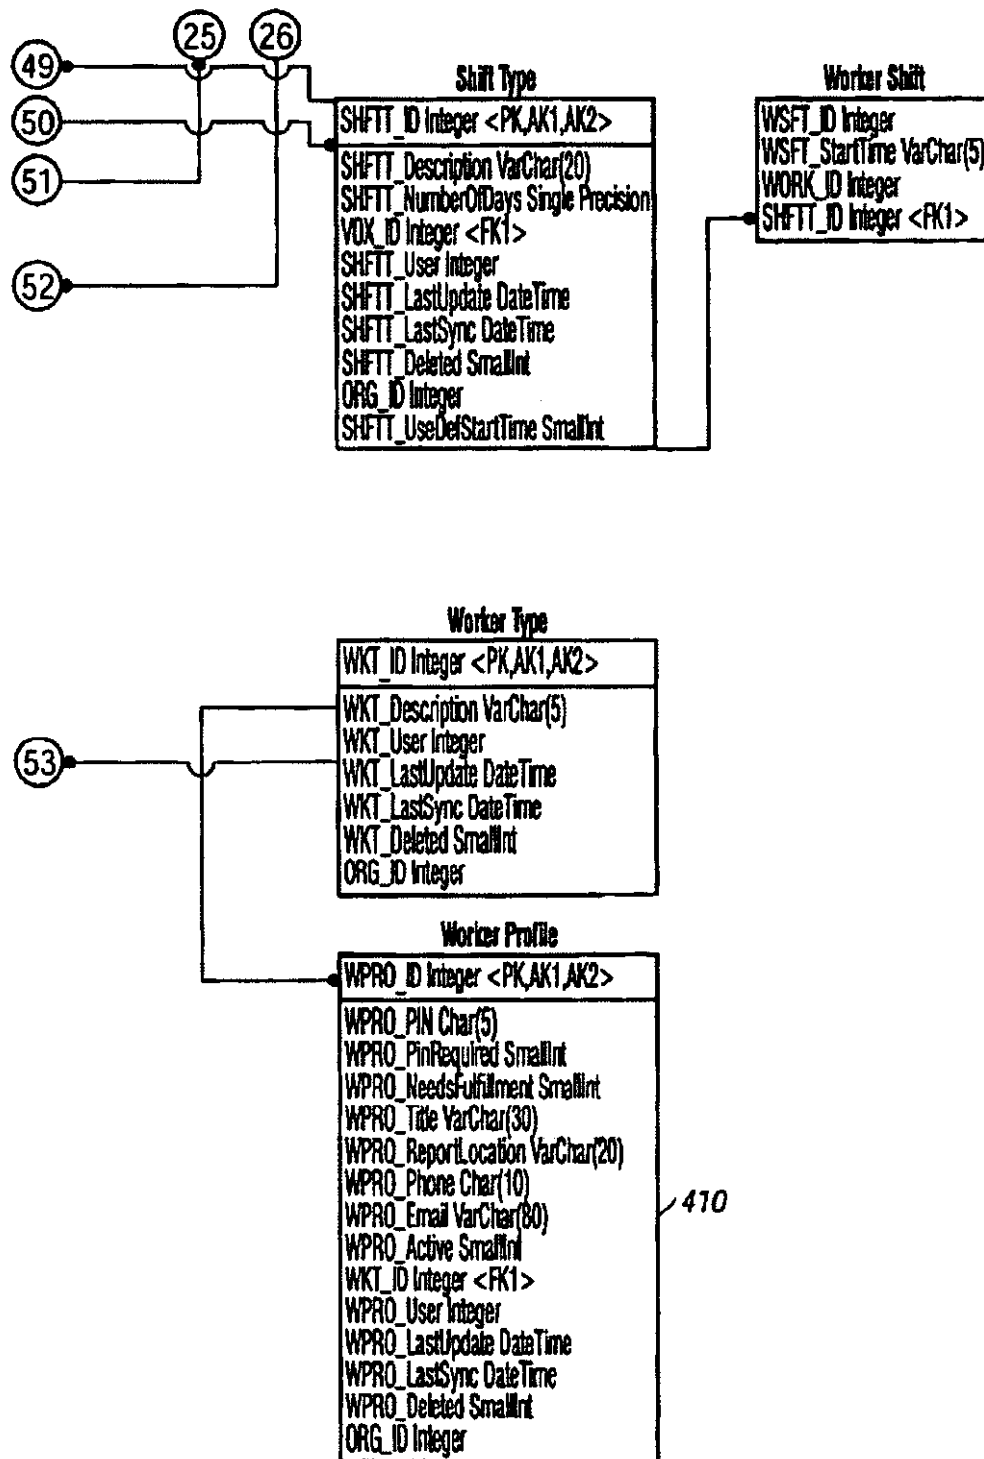 25 26
49
50
51
52
Shift Type
SHFTT_ID Integer <PK,AK1,AK2>
SHFTT_Description VarChar(20)
SHFTT_NumberOfDays Single Precision
VOX_ID Integer <FK1>
SHFTT_User Integer
SHFTT_LastUpdate DateTime
SHFTT_LastSync DateTime
SHFTT_Deleted SmallInt
ORG_ID Integer
SHFTT_UseDefStartTime SmallInt
Worker Shift
WSFT_ID Integer
WSFT_StartTime VarChar(5)
WORK_ID Integer
SHFTT_ID Integer <FK1>
53
Worker Type
WKT_ID Integer <PK,AK1,AK2>
WKT_Description VarChar(5)
WKT_User Integer
WKT_LastUpdate DateTime
WKT_LastSync DateTime
WKT_Deleted SmallInt
ORG_ID Integer
Worker Profile
WPRO_ID Integer <PK,AK1,AK2>
WPRO_PIN Char(5)
WPRO_PinRequired SmallInt
WPRO_NeedsFulfillment SmallInt
WPRO_Title VarChar(30)
WPRO_ReportLocation VarChar(20)
WPRO_Phone Char(10)
WPRO_Email VarChar(80)
WPRO_Active SmallInt
WKT_ID Integer <FK1>
WPRO_User Integer
WPRO_LastUpdate DateTime
WPRO_LastSync DateTime
WPRO_Deleted SmallInt
ORG_ID Integer
410